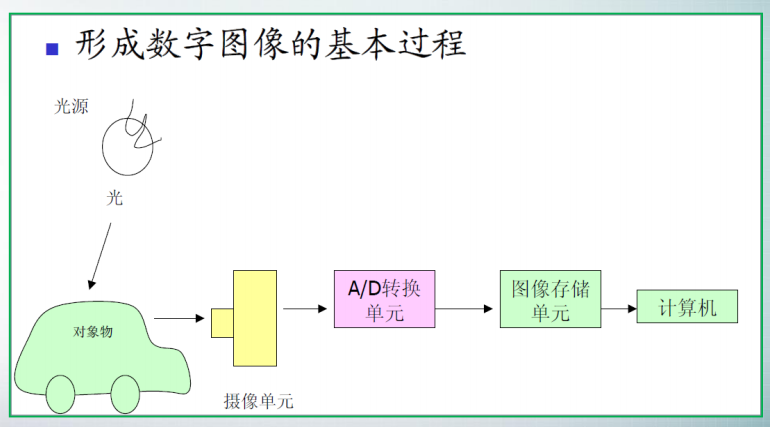 形成数字图像的基本过程
光源
光
对象物
摄像单元
A/D转换
单元
图像存储
单元
计算机